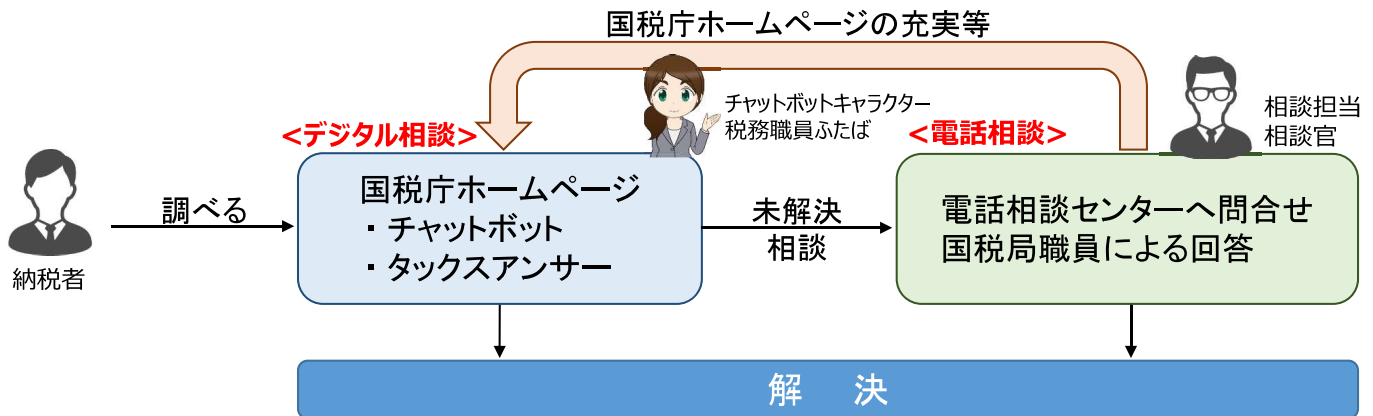 国税庁ホームページの充実等
チャットボットキャラクター
税務職員ふたば
相談担当
相談官
<デジタル相談>
<電話相談>
納税者
調べる
国税庁ホームページ
・チャットボット
・タックスアンサー
未解決
相談
電話相談センターへ問合せ
国税局職員による回答
解　決